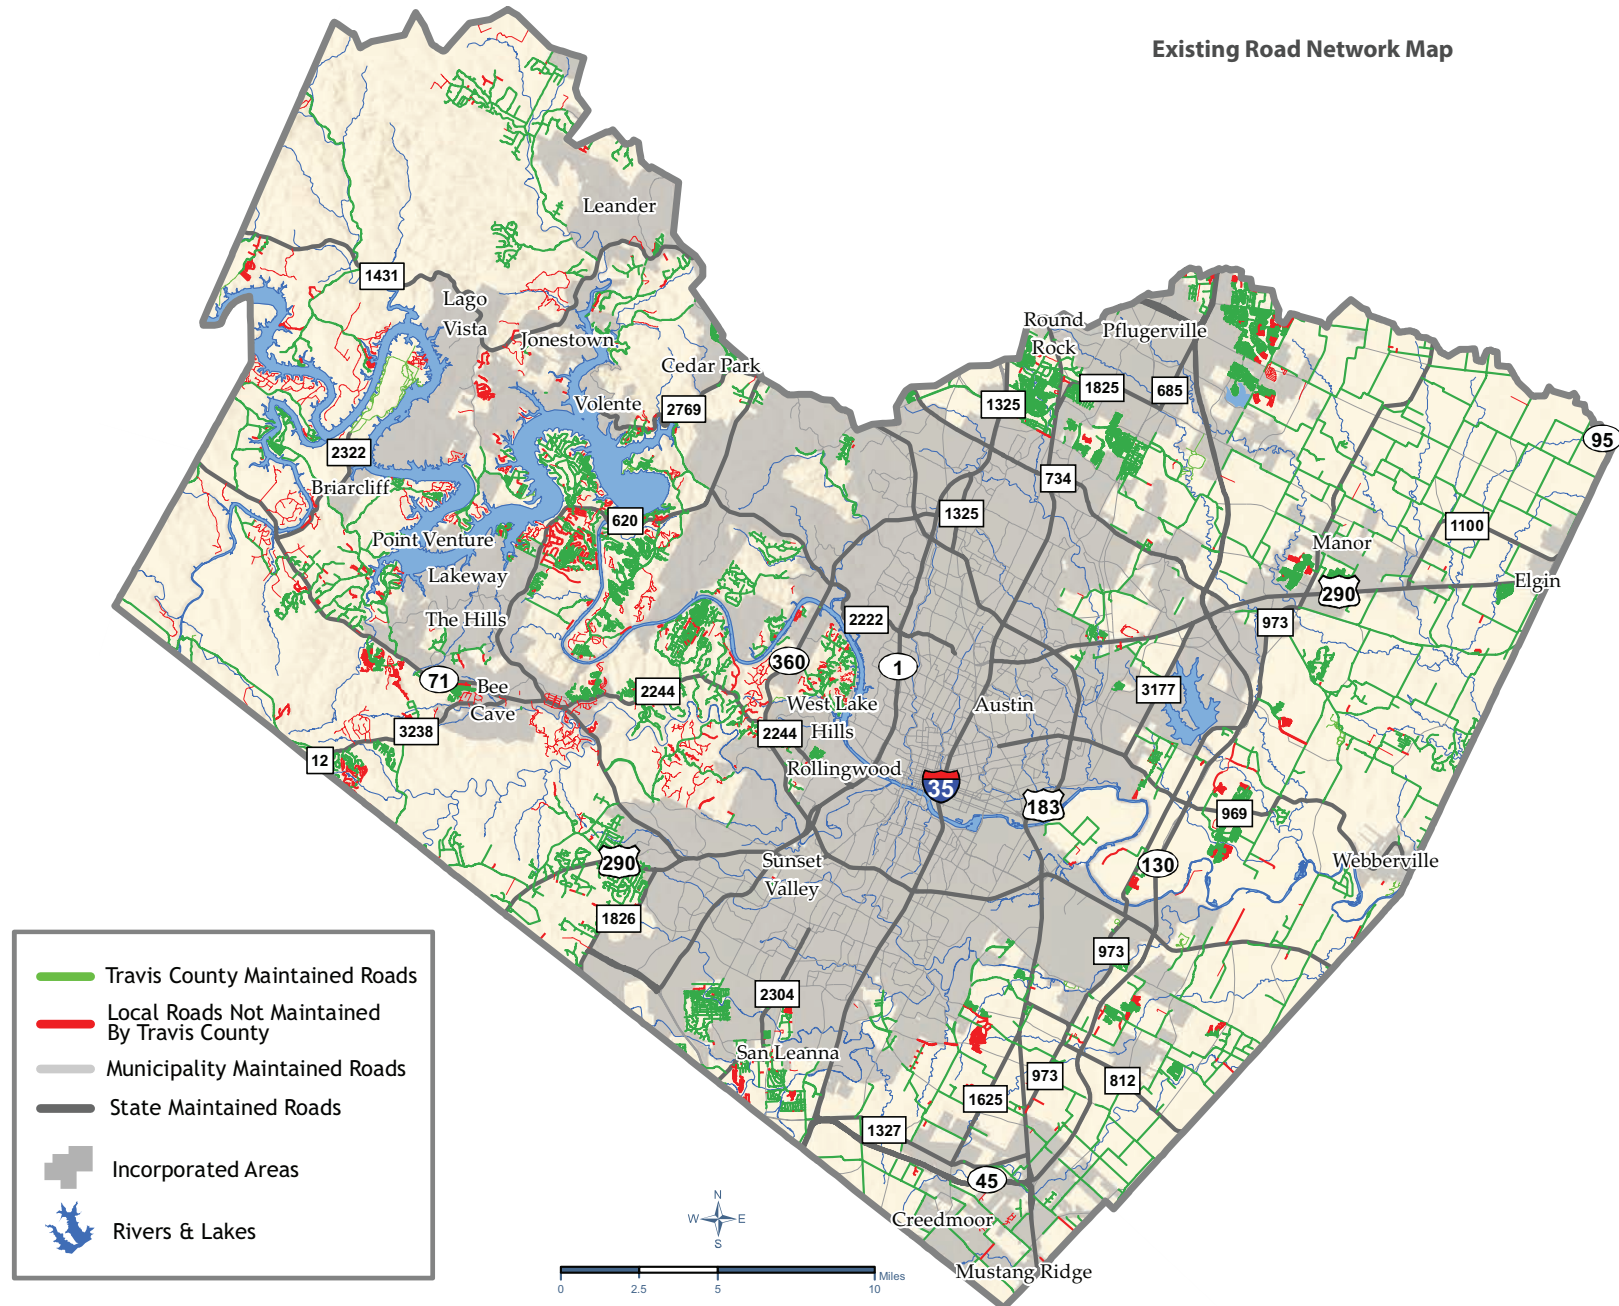 Existing Road Network Map
Leander
1431
Lago
Vista
Jonestown
Round
Rock
Pflugerville
Cedar Park
1825
685
1325
Volente
2769
95
2322
734
Briarcliff
1325
620
1100
Point Venture
Manor
Lakeway
Elgin
290
The Hills
2222
973
360
1
71
Bee
Cave
2244
3177
West Lake
Hills
Austin
3238
2244
12
Rollingwood
35
183
969
290
Sunset
Valley
130
Webberville
1826
973
Travis County Maintained Roads
Local Roads Not Maintained
By Travis County
Municipality Maintained Roads
State Maintained Roads
Incorporated Areas
Rivers & Lakes
2304
San Leanna
973
812
1625
1327
45
Creedmoor
Mustang Ridge
N
W E
S
Miles
0 2.5 5 10